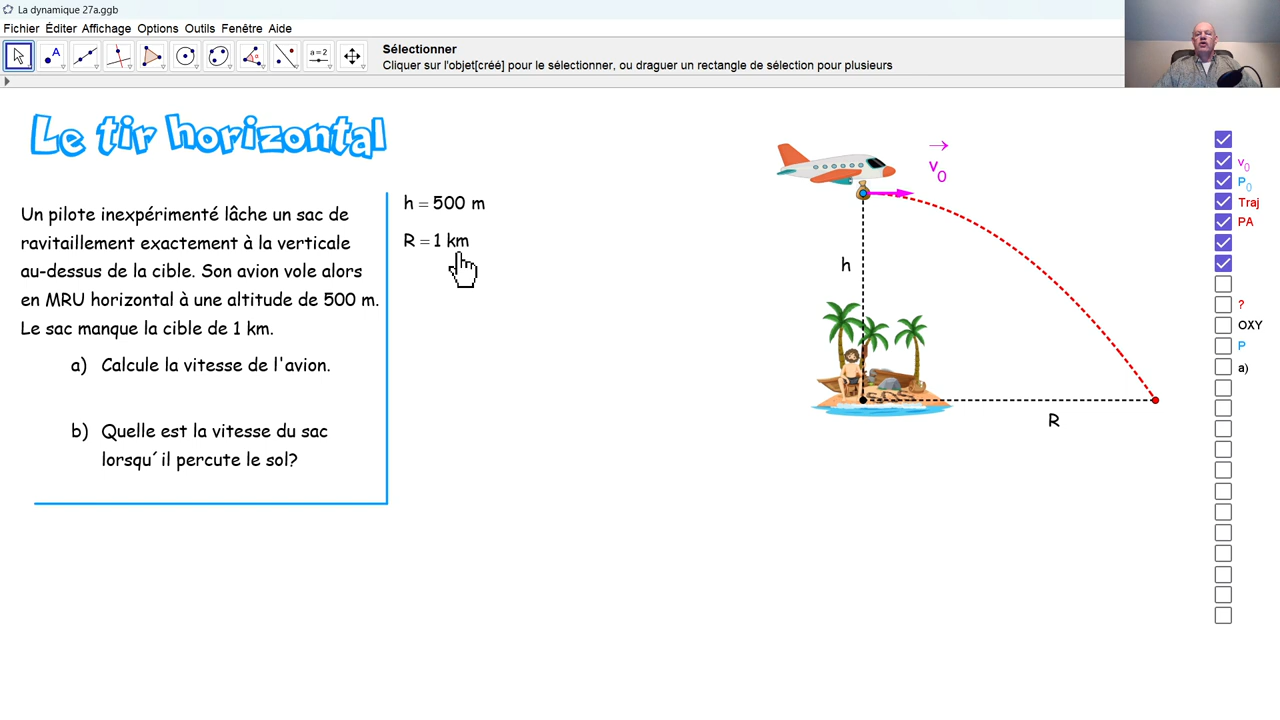 La dynamique 27a.ggb
Fichier Éditer Affichage Options Outils Fenêtre Aide
A
a=2
Sélectionner
Cliquer sur l'objet[créé] pour le sélectionner, ou draguer un rectangle de sélection pour plusieurs
Le tir horizontal
Un pilote inexpérimenté lâche un sac de
ravitaillement exactement à la verticale
au-dessus de la cible. Son avion vole alors
en MRU horizontal à une altitude de 500 m.
Le sac manque la cible de 1 km.
a) Calcule la vitesse de l'avion.
b) Quelle est la vitesse du sac
lorsqu´il percute le sol?
h = 500 m
R = 1 km
v₀
h
R
v₀
P₀
Traj
PA
?
OXY
P
a)